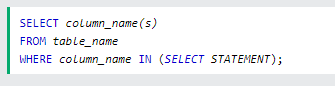 SELECT column_name(s)
FROM table_name
WHERE column_name IN (SELECT STATEMENT);